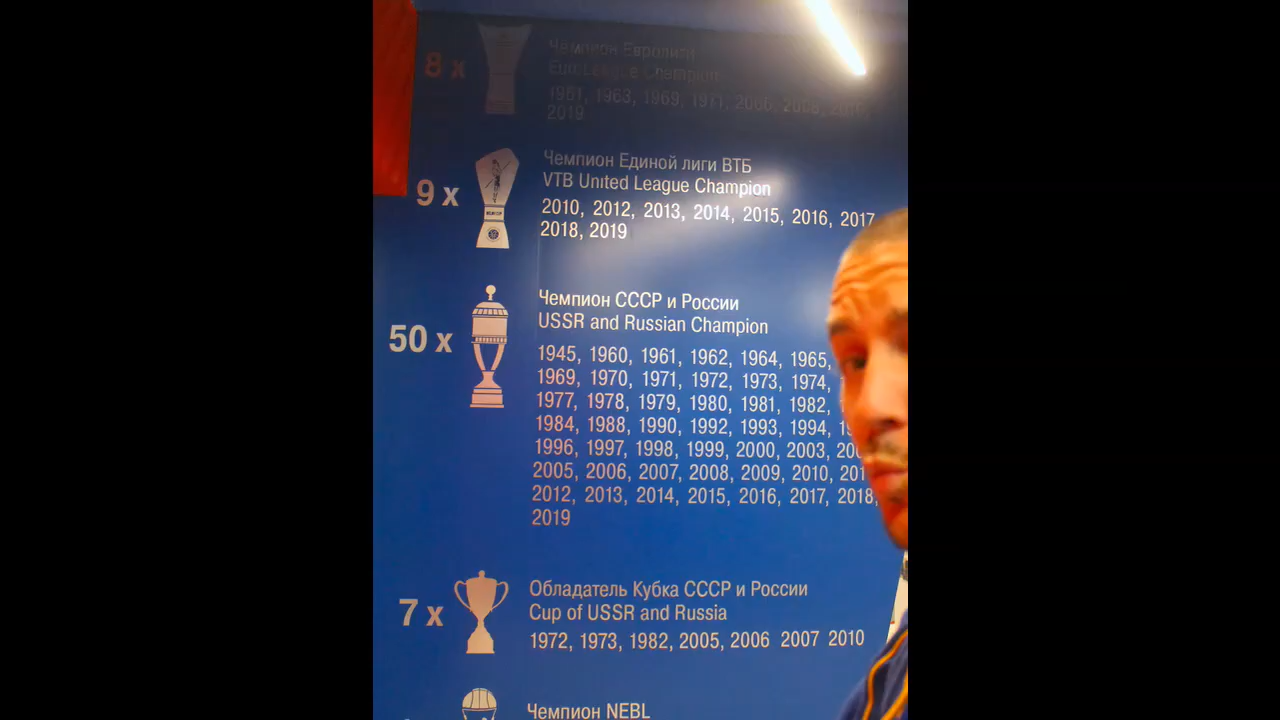 8 x
Чемпион Евролиги
EuroLeague Champion
1961, 1963, 1969, 1971, 2006, 2008,
2019
9 x
Чемпион Единой лиги ВТБ
VTB United League Champion
2010, 2012, 2013, 2014, 2015, 2016, 2017
2018, 2019
50 x
Чемпион СССР и России
USSR and Russian Champion
1945, 1960, 1961, 1962, 1964, 1965,
1969, 1970, 1971, 1972, 1973, 1974,
1977, 1978, 1979, 1980, 1981, 1982,
1984, 1988, 1990, 1992, 1993, 1994,
1996, 1997, 1998, 1999, 2000, 2003,
2005, 2006, 2007, 2008, 2009, 2010,
2012, 2013, 2014, 2015, 2016, 2017, 2018,
2019
7 x
Обладатель Кубка СССР и России
Cup of USSR and Russia
1972, 1973, 1982, 2005, 2006 2007 2010
Чемпион NEBL